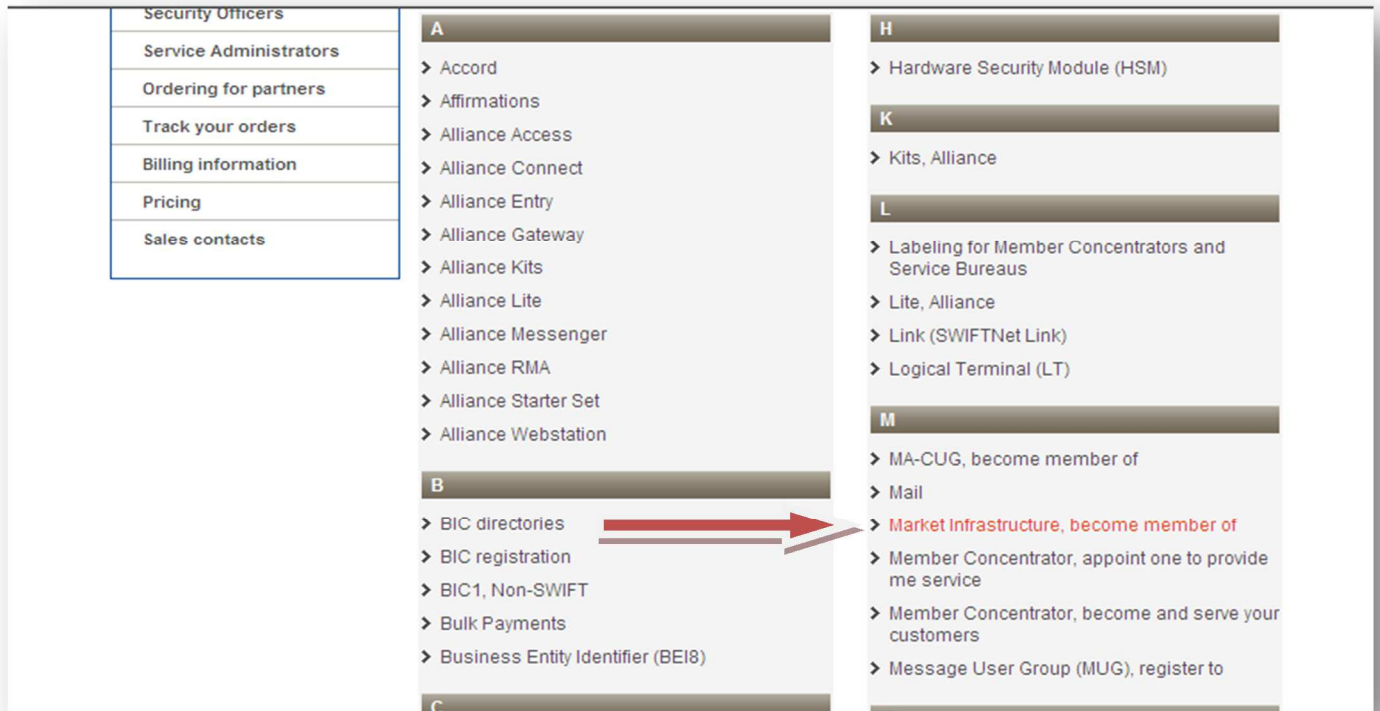 Security Officers
Service Administrators
Ordering for partners
Track your orders
Billing information
Pricing
Sales contacts
A
Accord
Affirmations
Alliance Access
Alliance Connect
Alliance Entry
Alliance Gateway
Alliance Kits
Alliance Lite
Alliance Messenger
Alliance RMA
Alliance Starter Set
Alliance Webstation
B
BIC directories
BIC registration
BIC1, Non-SWIFT
Bulk Payments
Business Entity Identifier (BEI8)
C
H
Hardware Security Module (HSM)
K
Kits, Alliance
L
Labeling for Member Concentrators and
Service Bureaus
Lite, Alliance
Link (SWIFTNet Link)
Logical Terminal (LT)
M
MA-CUG, become member of
Mail
Market Infrastructure, become member of
Member Concentrator, appoint one to provide
me service
Member Concentrator, become and serve your
customers
Message User Group (MUG), register to